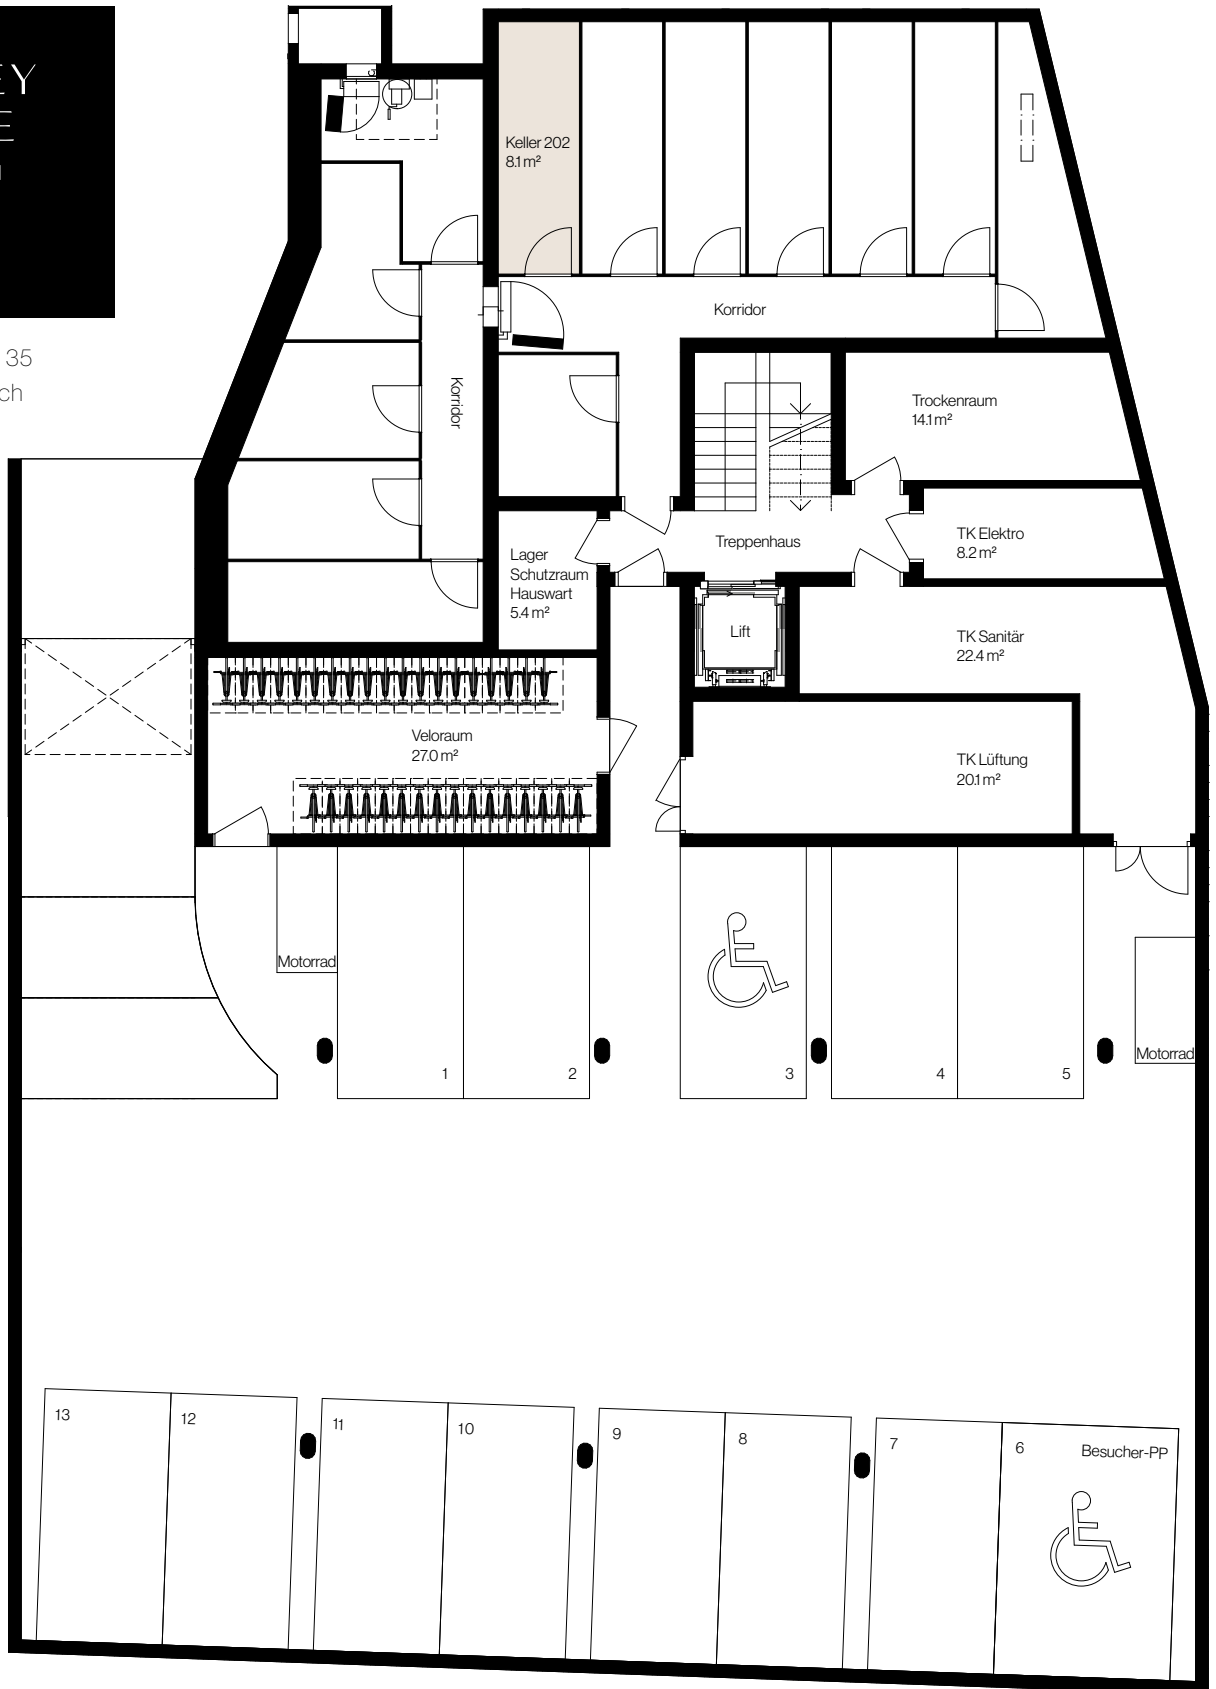 35
Keller 202
8.1 m²
Korridor
Korridor
Trockenraum
14.1 m²
Treppenhaus
TK Elektro
8.2 m²
Lager
Schutzraum
Hauswart
5.4 m²
Lift
TK Sanitär
22.4 m²
Veloraum
27.0 m²
TK Lüftung
20.1 m²
Motorrad
Motorrad
1
2
3
4
5
13
12
11
10
9
8
7
6
Besucher-PP